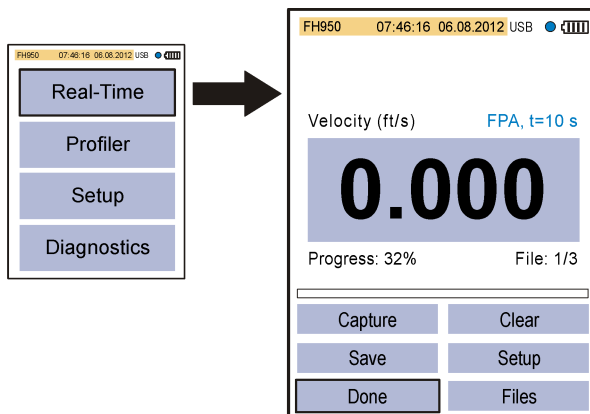 FH950 07:46:16 06.08.2012 USB
Real-Time
Profiler
Setup
Diagnostics
FH950 07:46:16 06.08.2012 USB
Velocity (ft/s) FPA, t=10 s
0.000
Progress: 32% File: 1/3
Capture Clear
Save Setup
Done Files